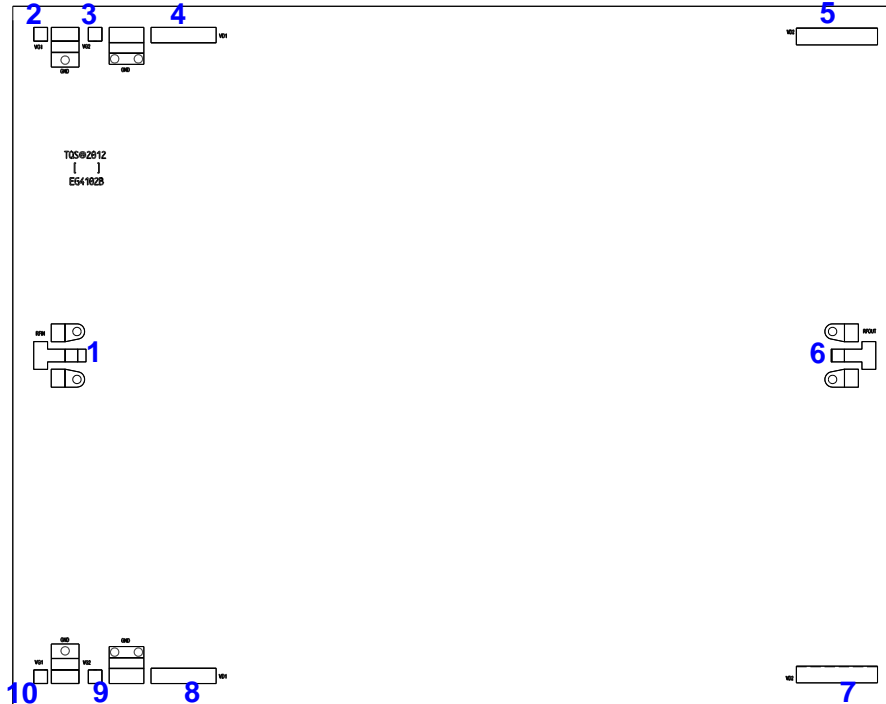 2 3 4 5
VG1 VG2 VD1 VD2
GND GND
TQS©2012
[ ]
EG4102B
RFIN RFOUT
1 6
GND GND
VG1 VG2 VD1 VD2
10 9 8 7